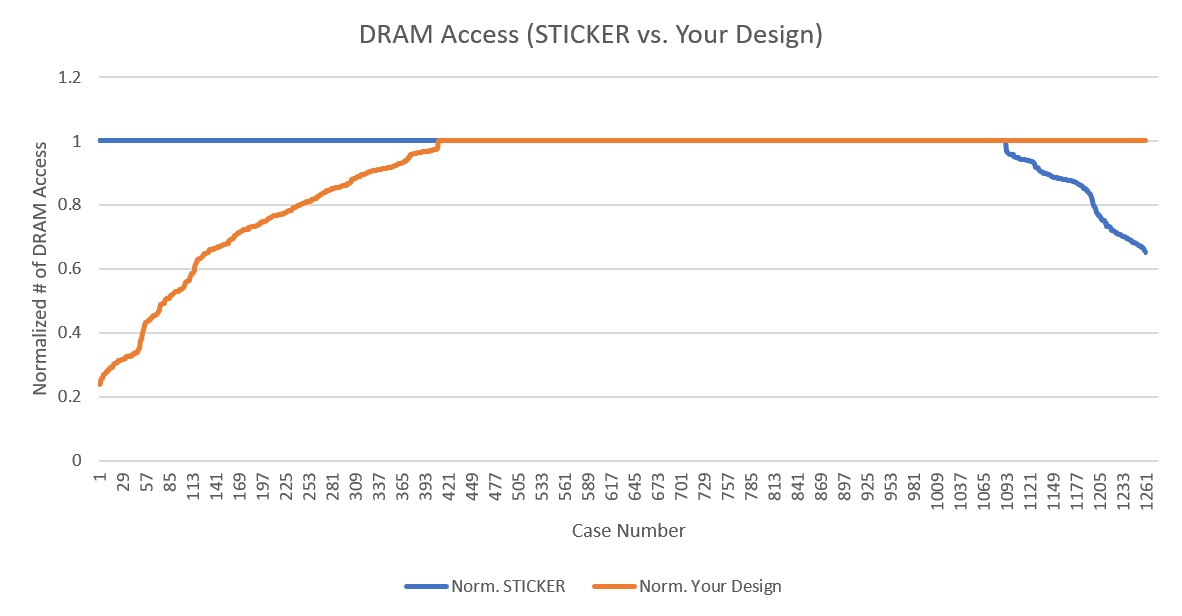 DRAM Access (STICKER vs. Your Design)
Normalized # of DRAM Access
1.2
1
0.8
0.6
0.4
0.2
0
1 29 57 85 113 141 169 197 225 253 281 309 337 365 393 421 449 477 505 533 561 589 617 645 673 701 729 757 785 813 841 869 897 925 953 981 1009 1037 1065 1093 1121 1149 1177 1205 1233 1261
Case Number
Norm. STICKER Norm. Your Design